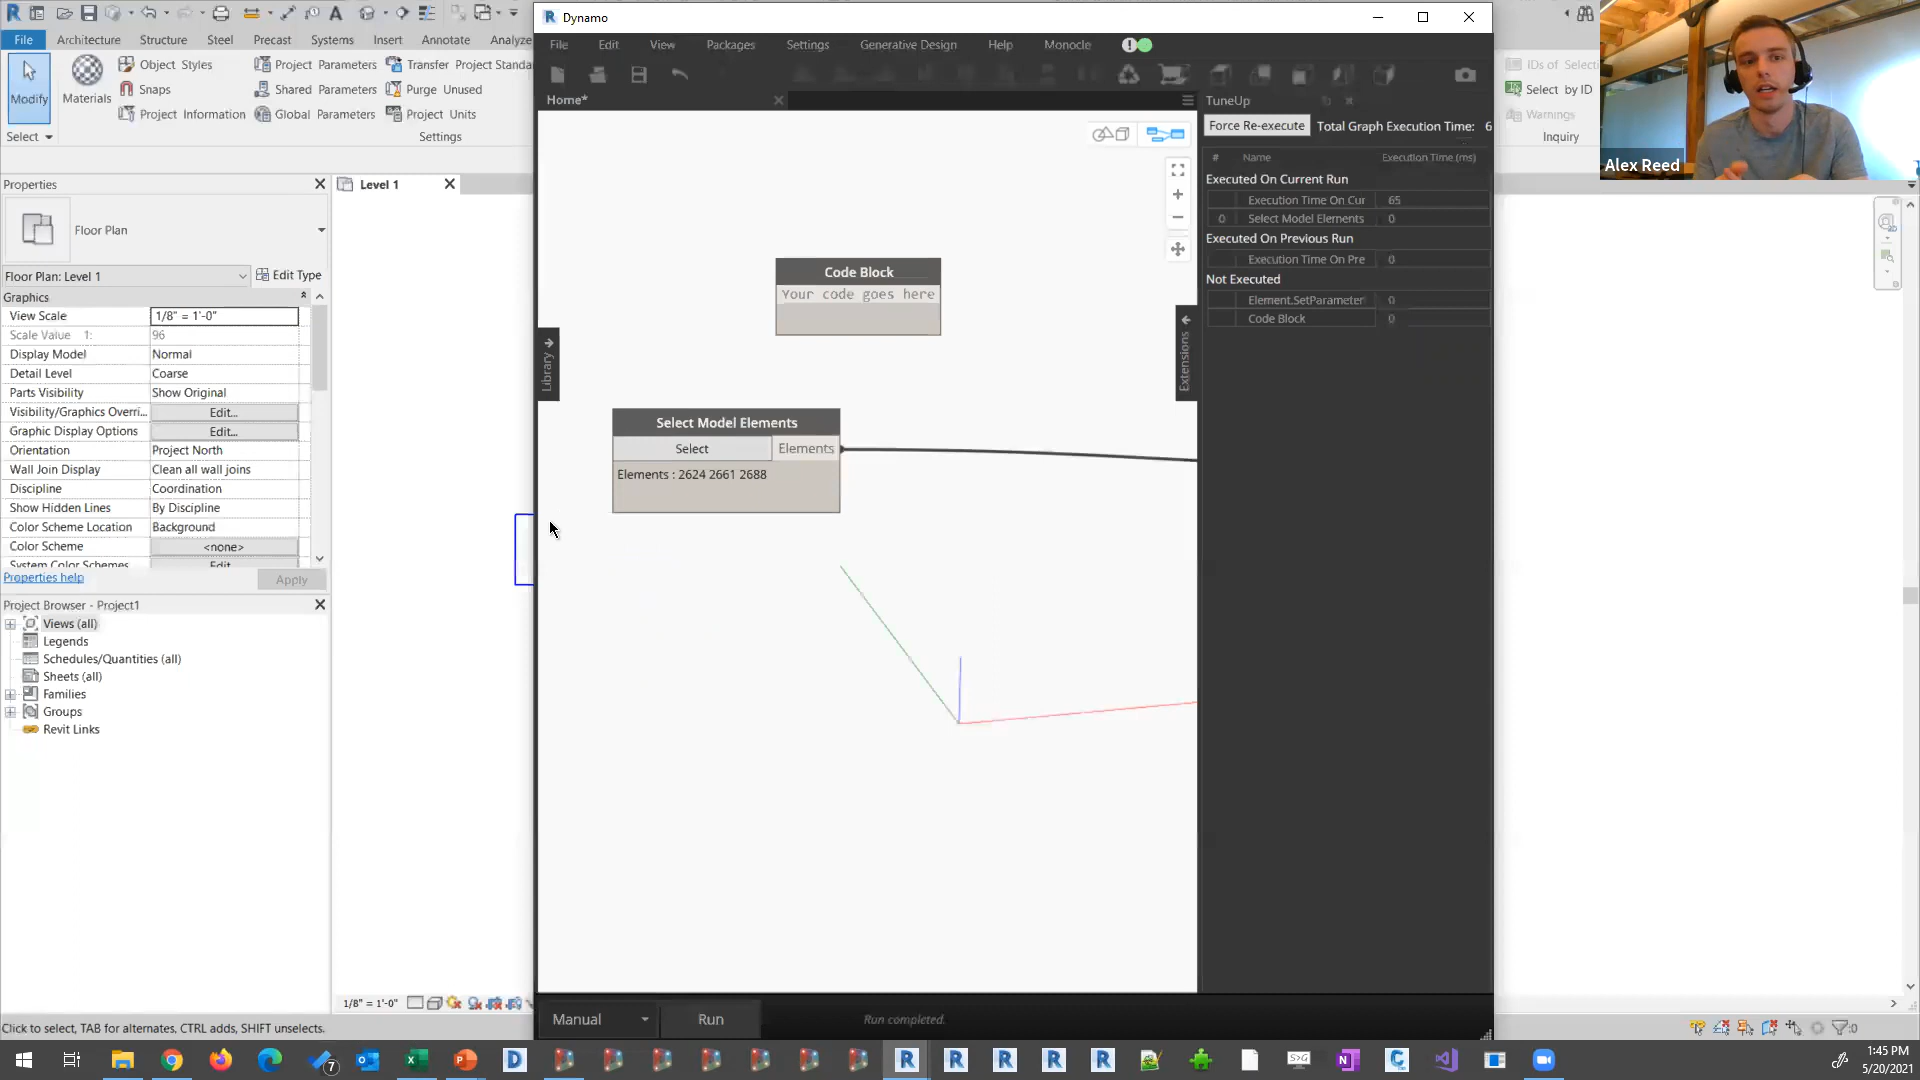 Dynamo
File
Architecture
Structure
Steel
Precast
Systems
Insert
Annotate
Analyze
Modify
Select
Materials
Object Styles
Snaps
Project Information
Project Parameters
Shared Parameters
Global Parameters
Transfer Project Standa
Purge Unused
Project Units
Settings
File
Edit
View
Packages
Settings
Generative Design
Help
Monocle
Home*
TuneUp
Force Re-execute
Total Graph Execution Time: 6
# Name Execution Time (ms)
Executed On Current Run
Execution Time On Cur 65
0 Select Model Elements 0
Executed On Previous Run
Execution Time On Pre 0
Not Executed
Element.SetParameter 0
Code Block 0
IDs of Selecti
Select by ID
Warnings
Inquiry
Alex Reed
Properties
Floor Plan
Floor Plan: Level 1
Edit Type
Graphics
View Scale 1/8" = 1'-0"
Scale Value 1: 96
Display Model Normal
Detail Level Coarse
Parts Visibility Show Original
Visibility/Graphics Overri... Edit...
Graphic Display Options Edit...
Orientation Project North
Wall Join Display Clean all wall joins
Discipline Coordination
Show Hidden Lines By Discipline
Color Scheme Location Background
Color Scheme <none>
System Color Schemes Edit
Properties help
Apply
Level 1
Project Browser - Project1
Views (all)
Legends
Schedules/Quantities (all)
Sheets (all)
Families
Groups
Revit Links
Library
Extensions
Code Block
Your code goes here
Select Model Elements
Select
Elements
Elements : 2624 2661 2688
1/8" = 1'-0"
Manual
Run
Run completed.
Click to select, TAB for alternates, CTRL adds, SHIFT unselects.
:0
7
1:45 PM
5/20/2021